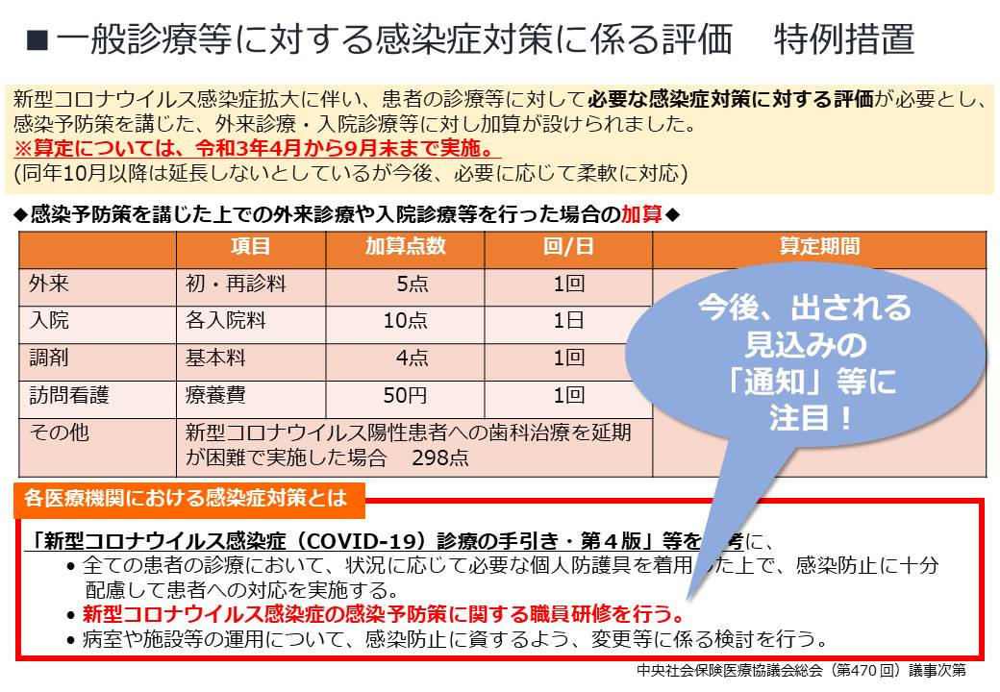 ■一般診療等に対する感染症対策に係る評価　特例措置
新型コロナウイルス感染症拡大に伴い、患者の診療等に対して必要な感染症対策に対する評価が必要とし、
感染予防策を講じた、外来診療・入院診療等に対し加算が設けられました。
※算定については、令和3年4月から9月末まで実施。
(同年10月以降は延長しないとしているが今後、必要に応じて柔軟に対応)
◆感染予防策を講じた上での外来診療や入院診療等を行った場合の加算◆
項目 加算点数 回/日 算定期間
外来 初・再診料 5点 1回
入院 各入院料 10点 1日
調剤 基本料 4点 1回
訪問看護 療養費 50円 1回
その他 新型コロナウイルス陽性患者への歯科治療を延期
が困難で実施した場合　298点
今後、出される
見込みの
「通知」等に
注目！
各医療機関における感染症対策とは
「新型コロナウイルス感染症（COVID-19）診療の手引き・第４版」等を考に、
• 全ての患者の診療において、状況に応じて必要な個人防護具を着用た上で、感染防止に十分
配慮して患者への対応を実施する。
• 新型コロナウイルス感染症の感染予防策に関する職員研修を行う。
• 病室や施設等の運用について、感染防止に資するよう、変更等に係る検討を行う。
中央社会保険医療協議会総会（第470 回）議事次第